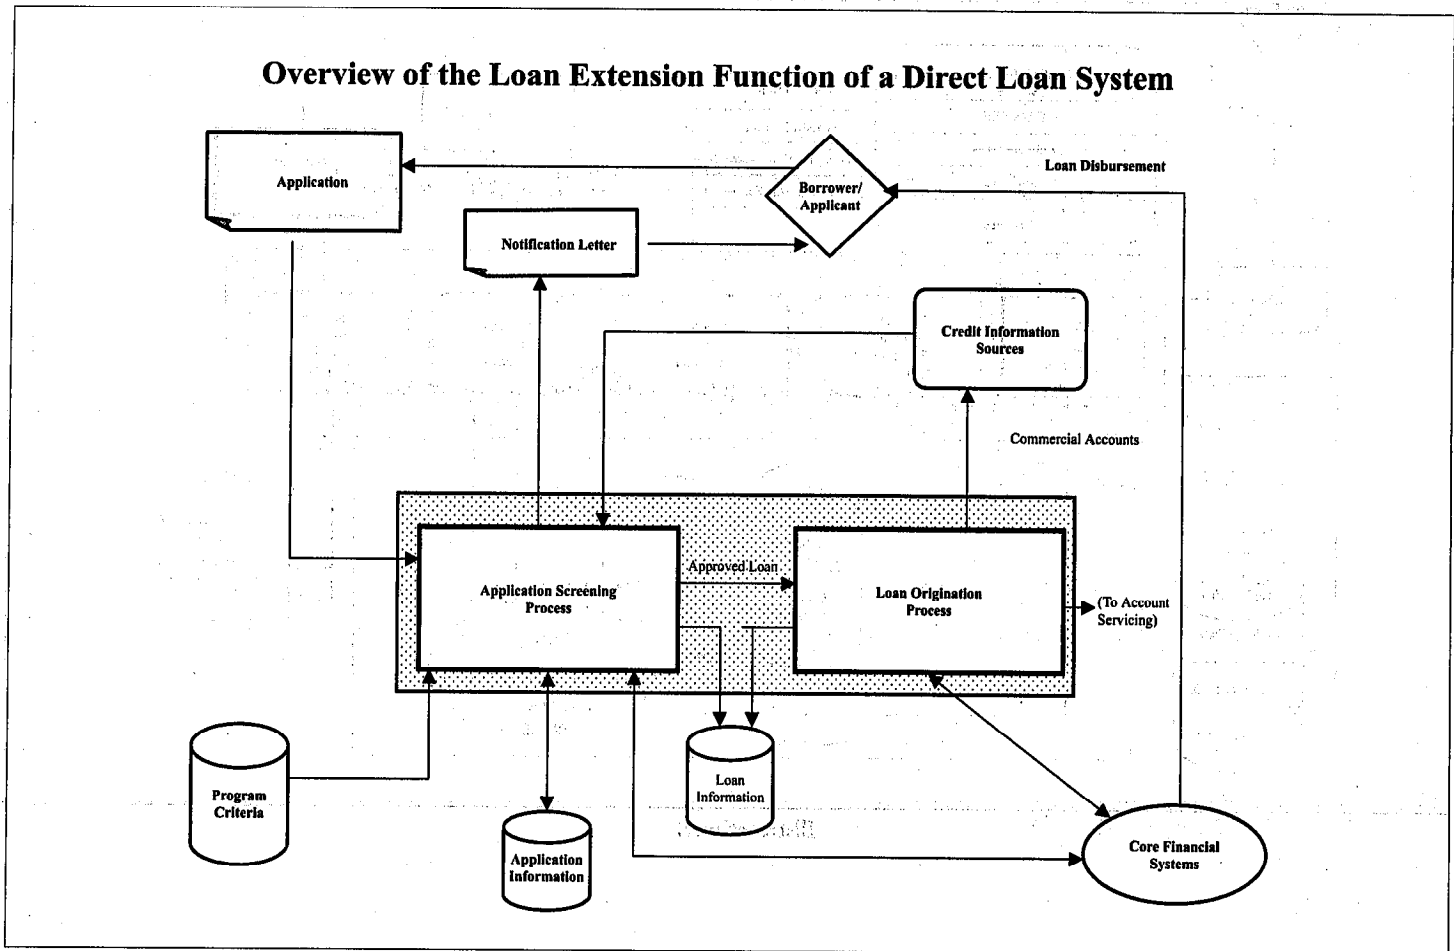 Overview of the Loan Extension Function of a Direct Loan System
Application
Borrower/
Applicant
Loan Disbursement
Notification Letter
Credit Information
Sources
Commercial Accounts
Approved Loan
Application Screening
Process
Loan Origination
Process
(To Account
Servicing)
Program
Criteria
Loan
Information
Application
Information
Core Financial
Systems